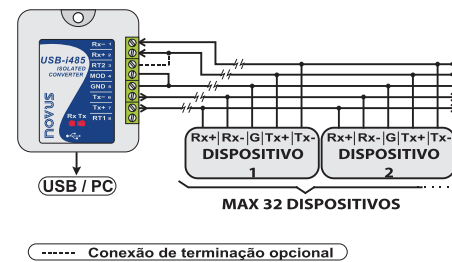 USB-i485
ISOLATED
CONVERTER
novus
Rx- 1
Rx+ 2
RT2 3
MOD 4
GND 5
Tx- 6
Tx+ 7
RT1 8
Rx Tx
USB / PC
Rx+|Rx-|G|Tx+|Tx-
DISPOSITIVO
1
Rx+|Rx-|G|Tx+|Tx-
DISPOSITIVO
2
MAX 32 DISPOSITIVOS
Conexão de terminação opcional